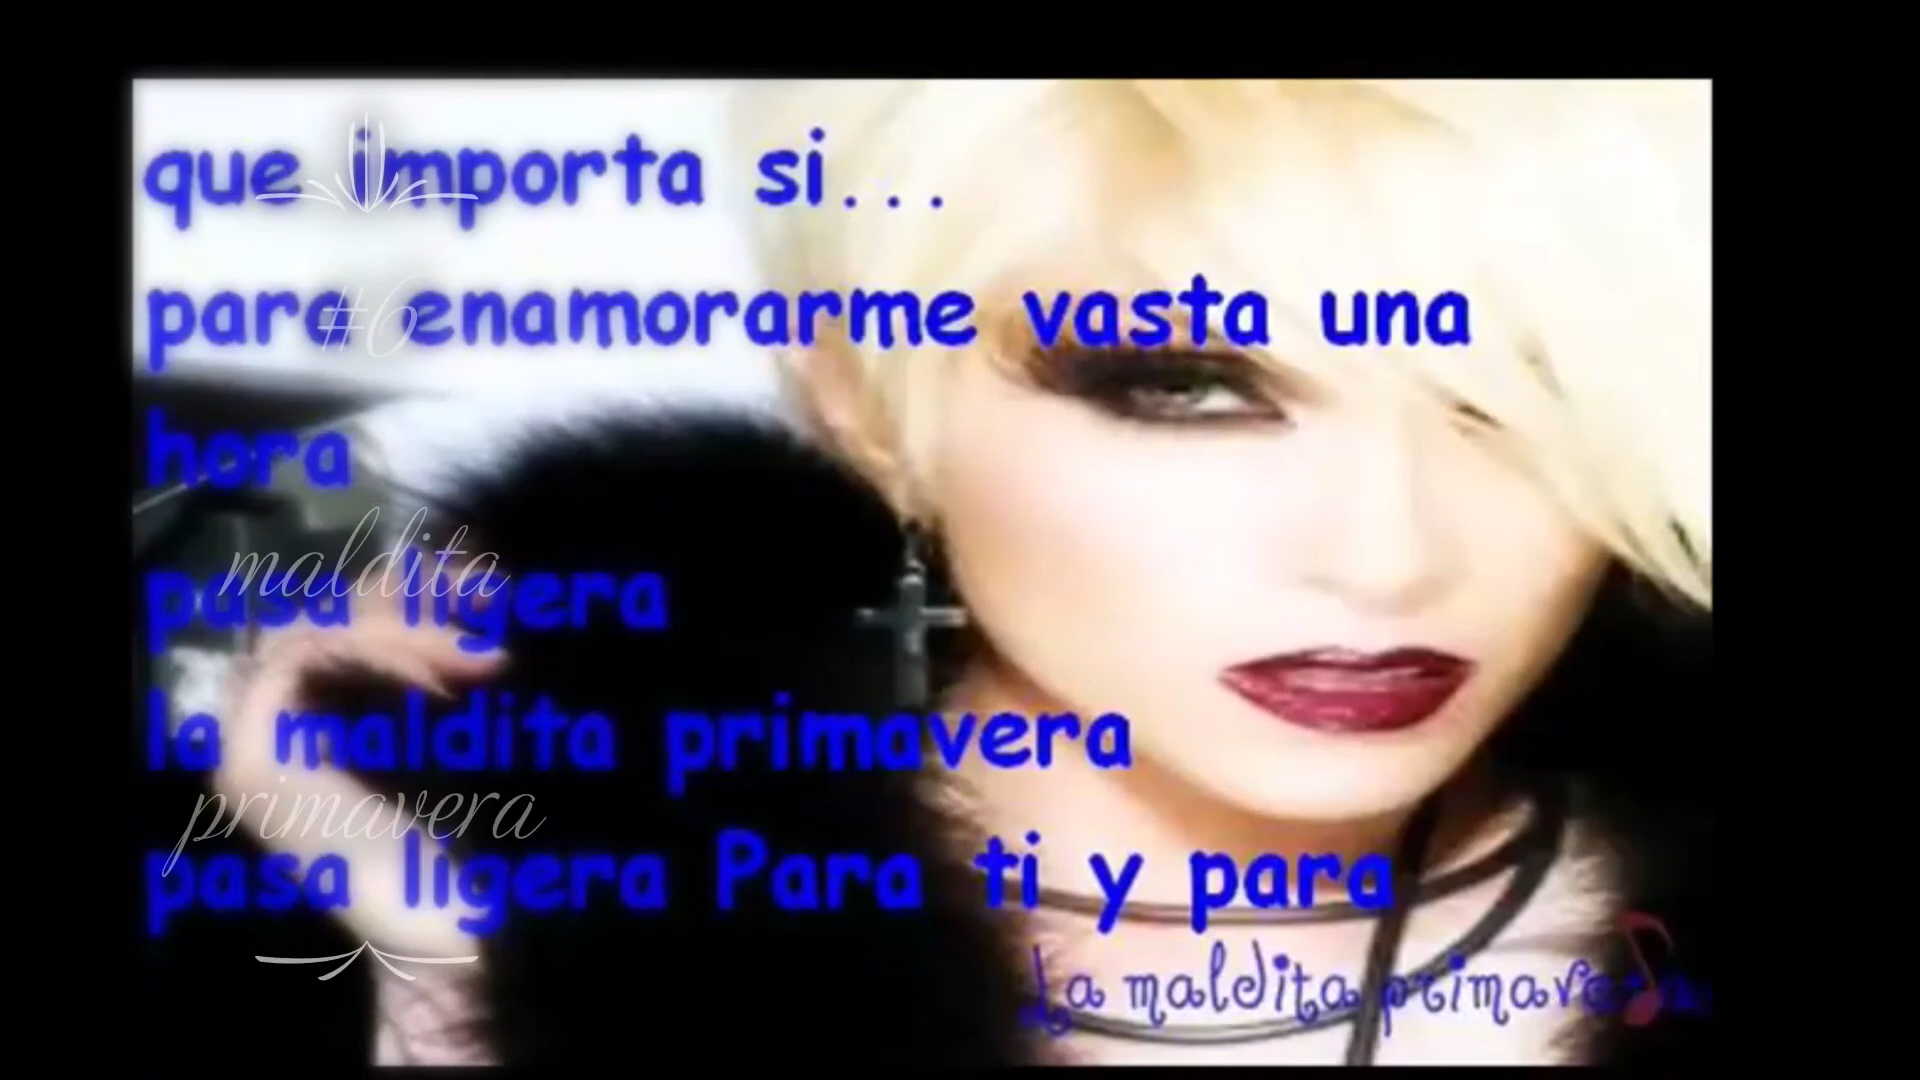 que importa si...
para enamorarme vasta una
hora
pasa ligera
la maldita primavera
pasa ligera Para ti y para
La maldita primavera
#6
maldita
primavera